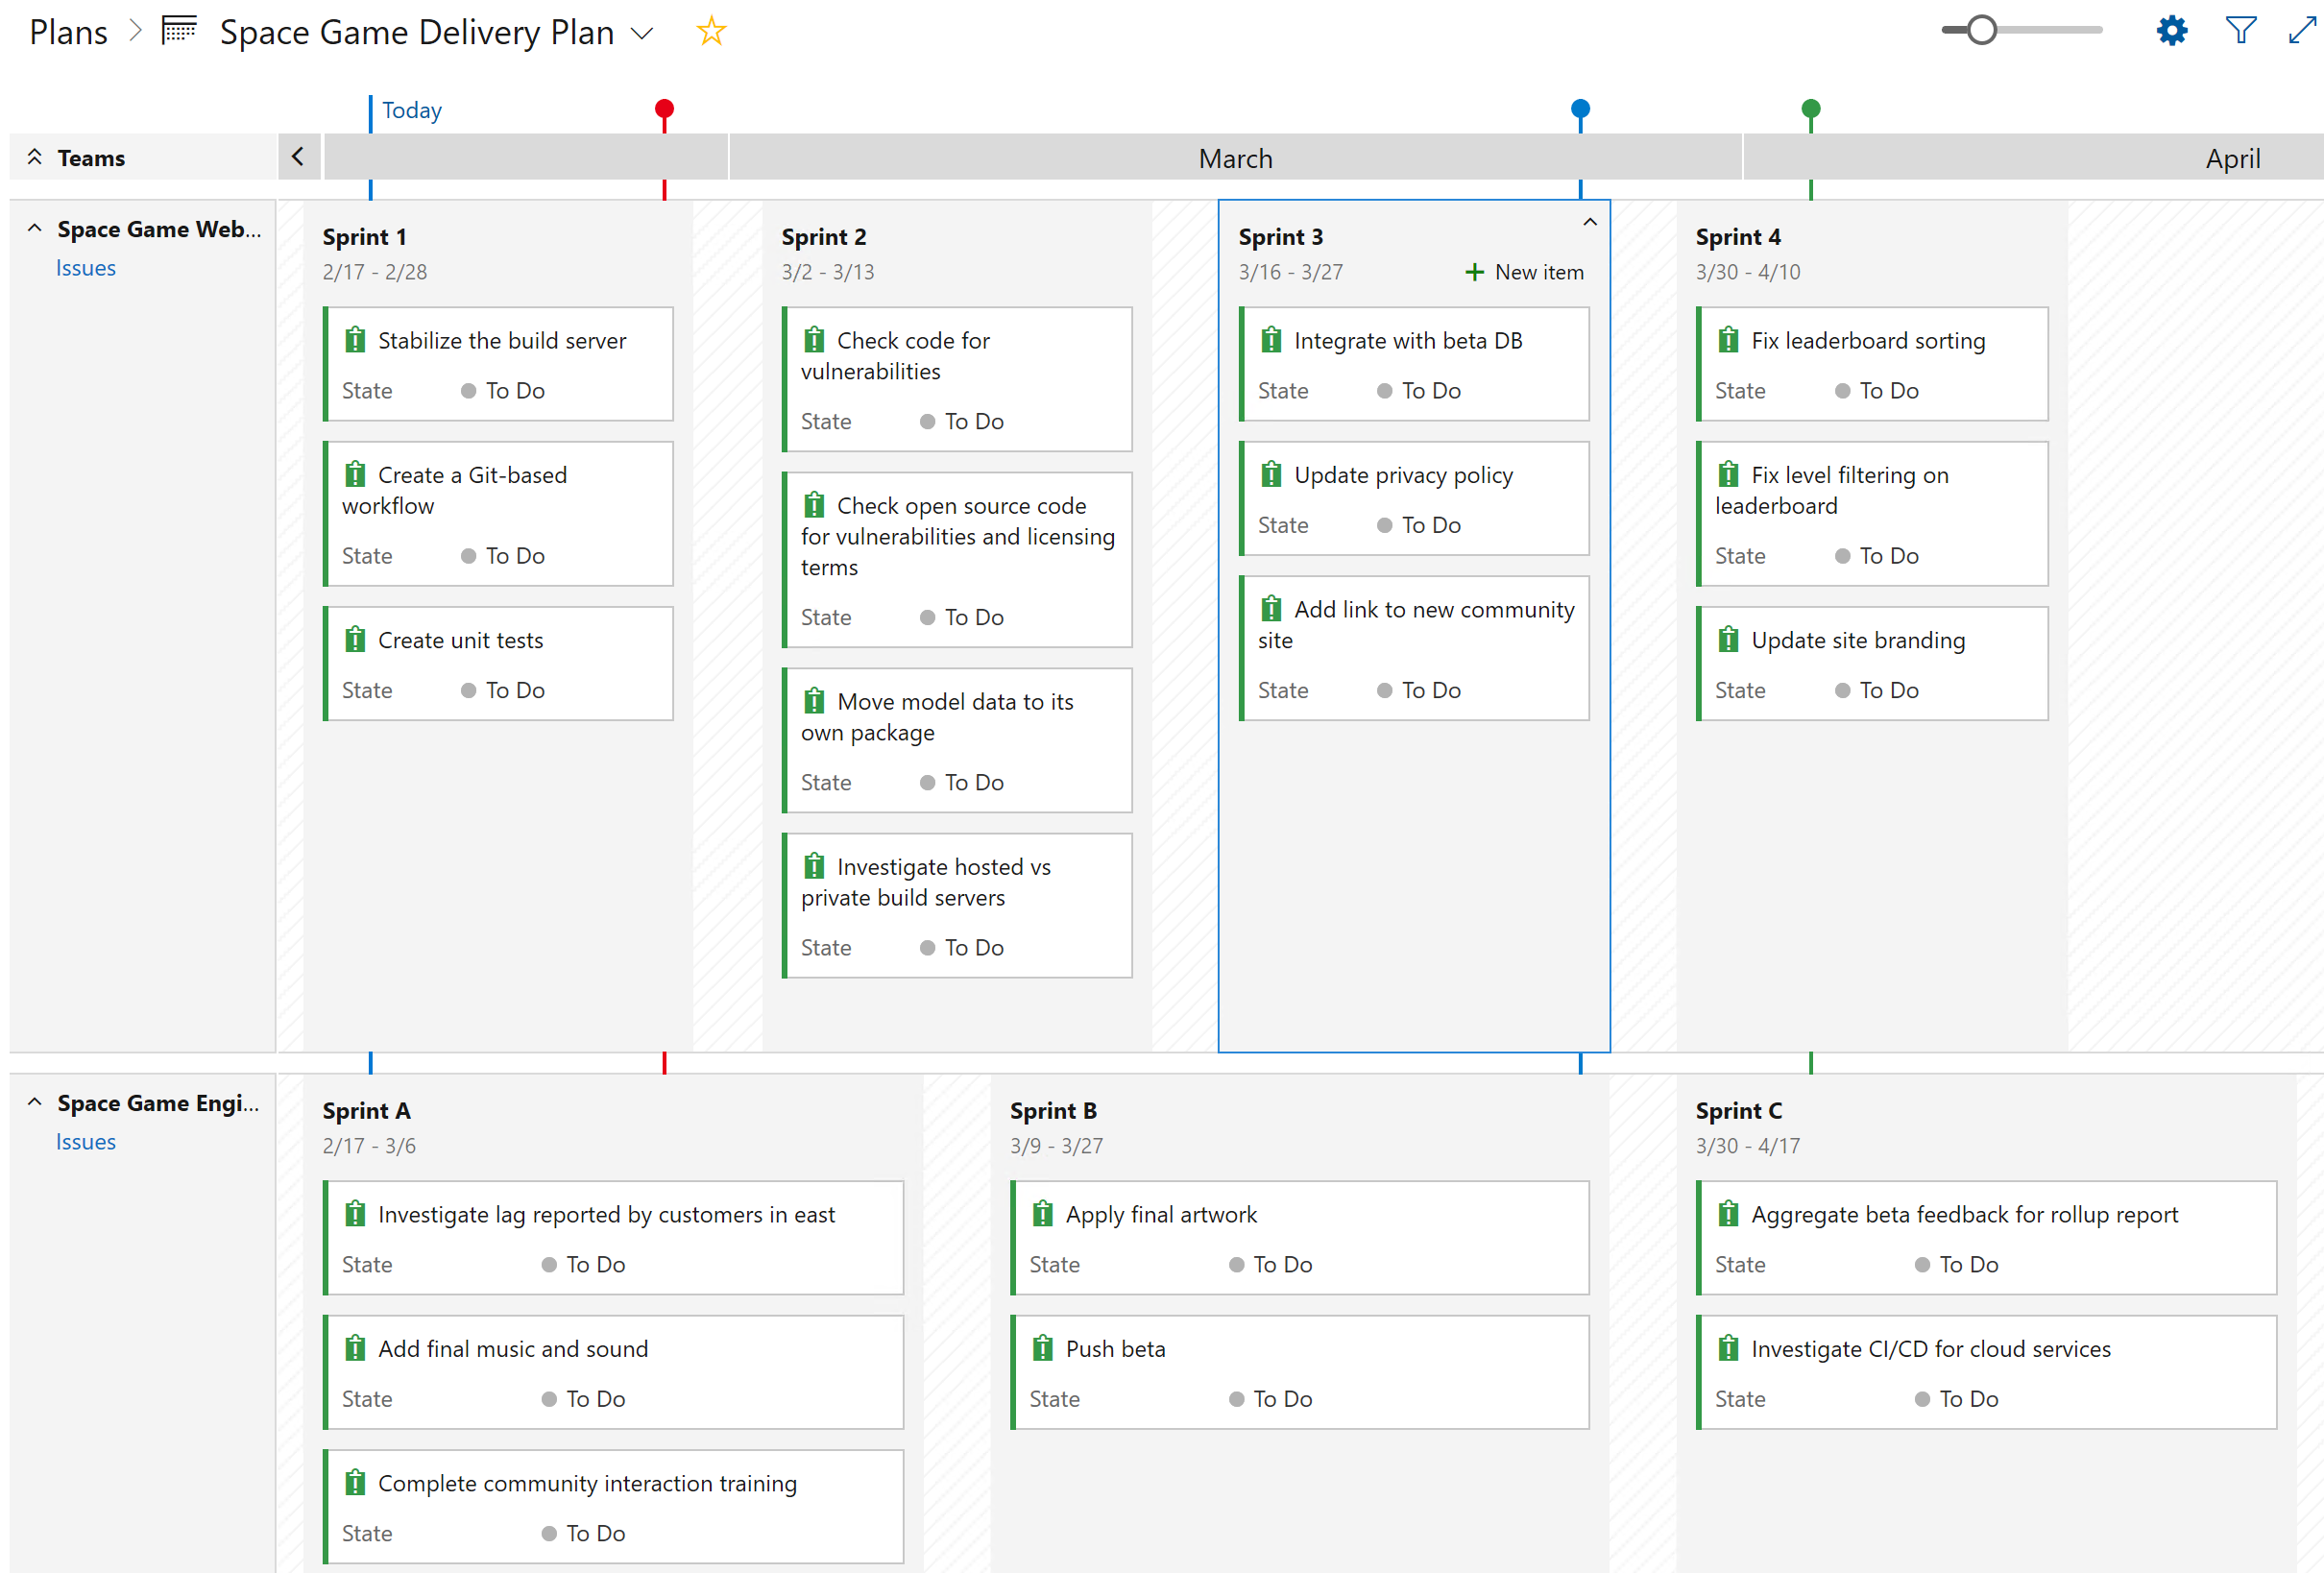 Plans
Space Game Delivery Plan
Today
Teams
March
April
Space Game Web...
Issues
Sprint 1
2/17 - 2/28
Stabilize the build server
State To Do
Create a Git-based
workflow
State To Do
Create unit tests
State To Do
Sprint 2
3/2 - 3/13
Check code for
vulnerabilities
State To Do
Check open source code
for vulnerabilities and licensing
terms
State To Do
Move model data to its
own package
State To Do
Investigate hosted vs
private build servers
State To Do
Sprint 3
3/16 - 3/27
+ New item
Integrate with beta DB
State To Do
Update privacy policy
State To Do
Add link to new community
site
State To Do
Sprint 4
3/30 - 4/10
Fix leaderboard sorting
State To Do
Fix level filtering on
leaderboard
State To Do
Update site branding
State To Do
Space Game Engi...
Issues
Sprint A
2/17 - 3/6
Investigate lag reported by customers in east
State To Do
Add final music and sound
State To Do
Complete community interaction training
State To Do
Sprint B
3/9 - 3/27
Apply final artwork
State To Do
Push beta
State To Do
Sprint C
3/30 - 4/17
Aggregate beta feedback for rollup report
State To Do
Investigate CI/CD for cloud services
State To Do